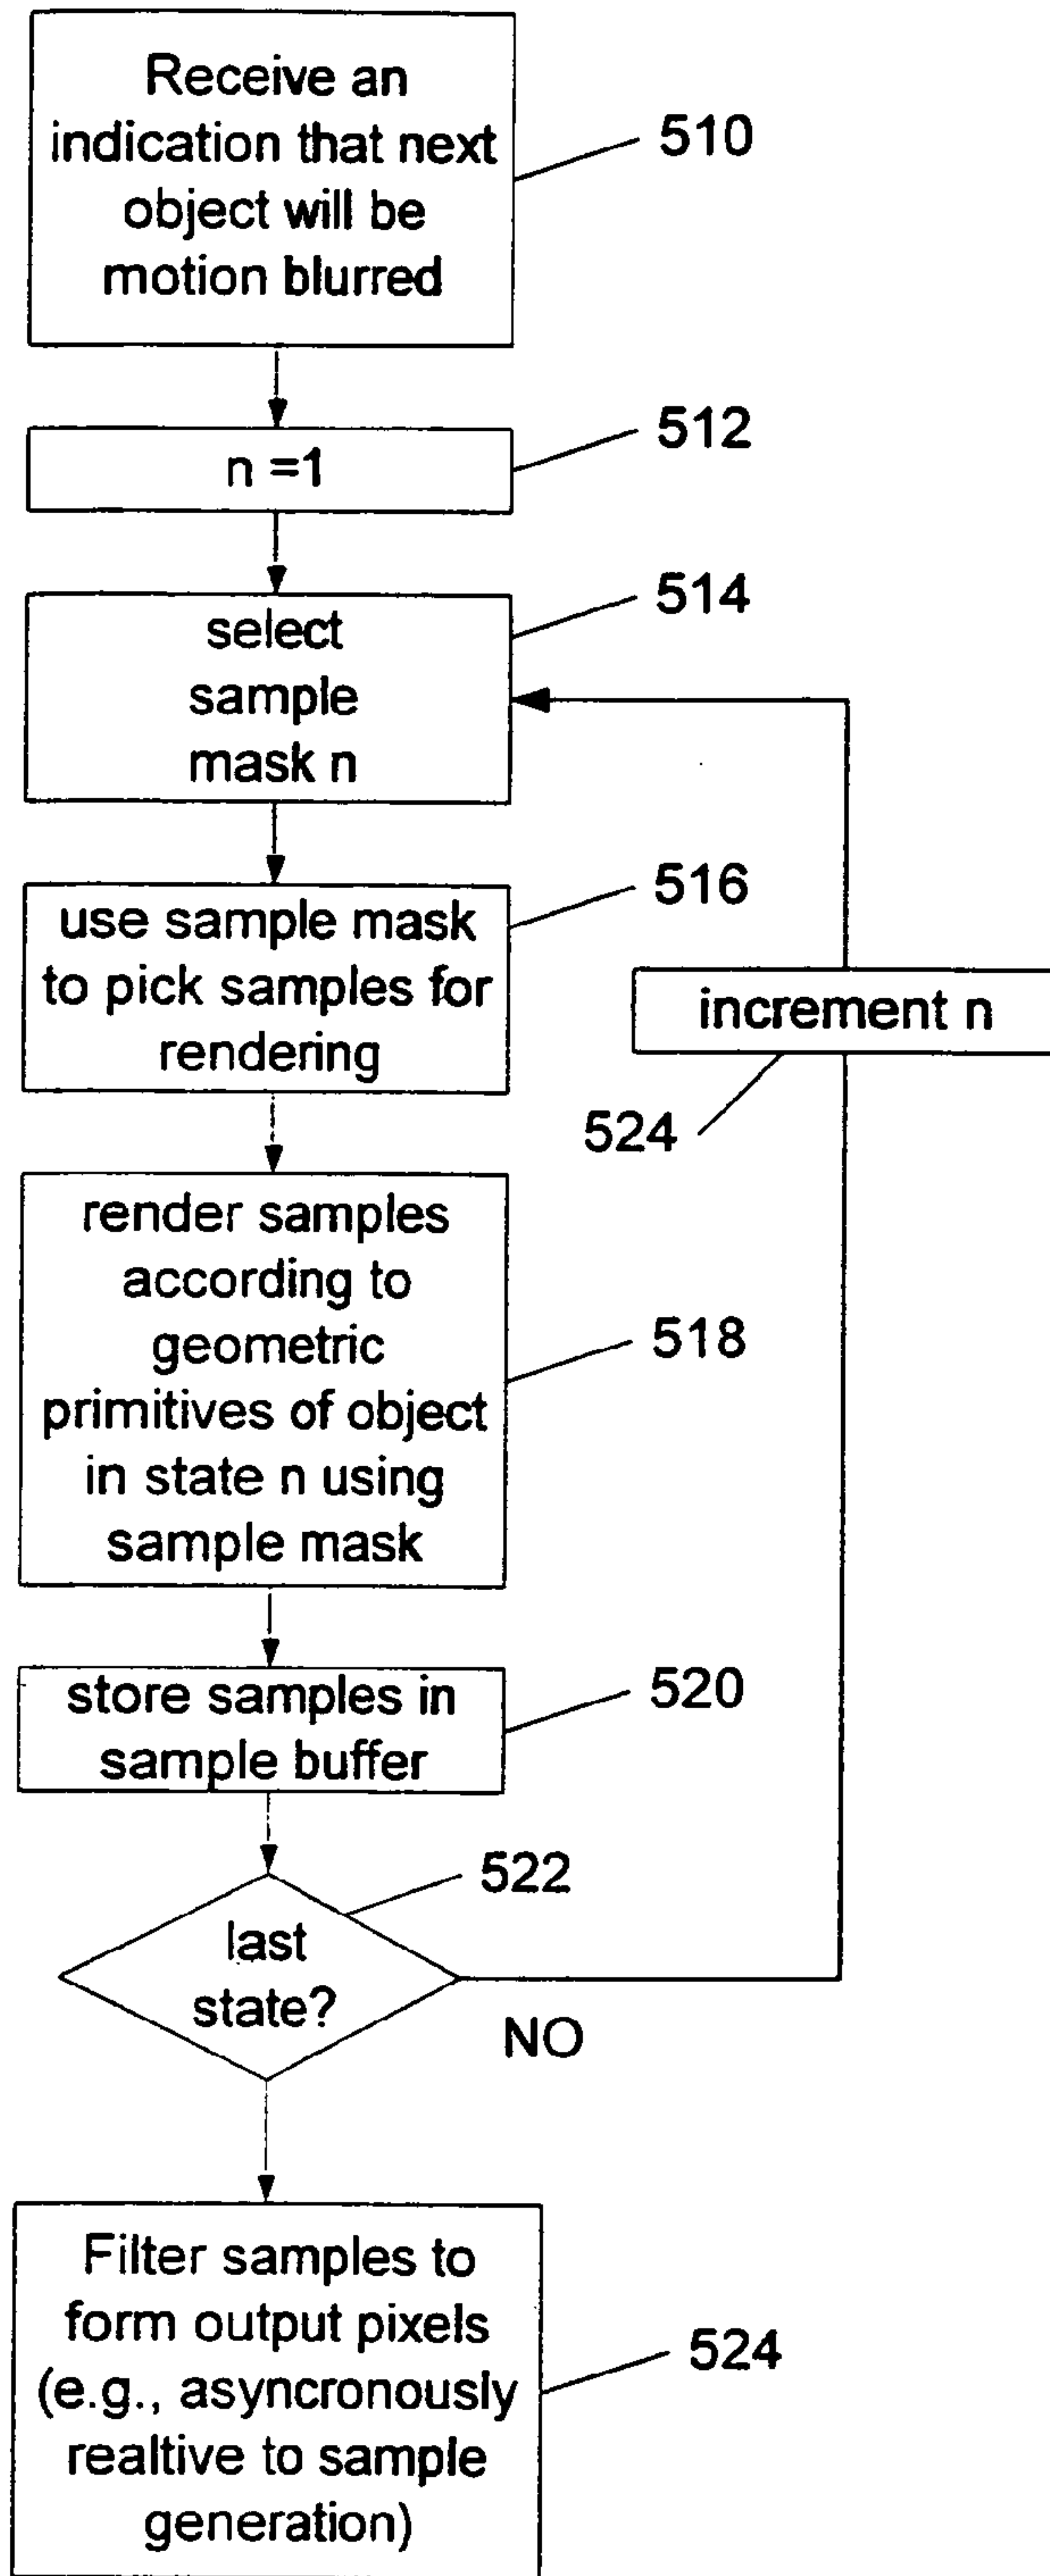 Receive an
indication that next
object will be
motion blurred
510
n =1
512
select
sample
mask n
514
use sample mask
to pick samples for
rendering
516
increment n
524
render samples
according to
geometric
primitives of object
in state n using
sample mask
518
store samples in
sample buffer
520
last
state?
522
NO
Filter samples to
form output pixels
(e.g., asyncronously
realtive to sample
generation)
524